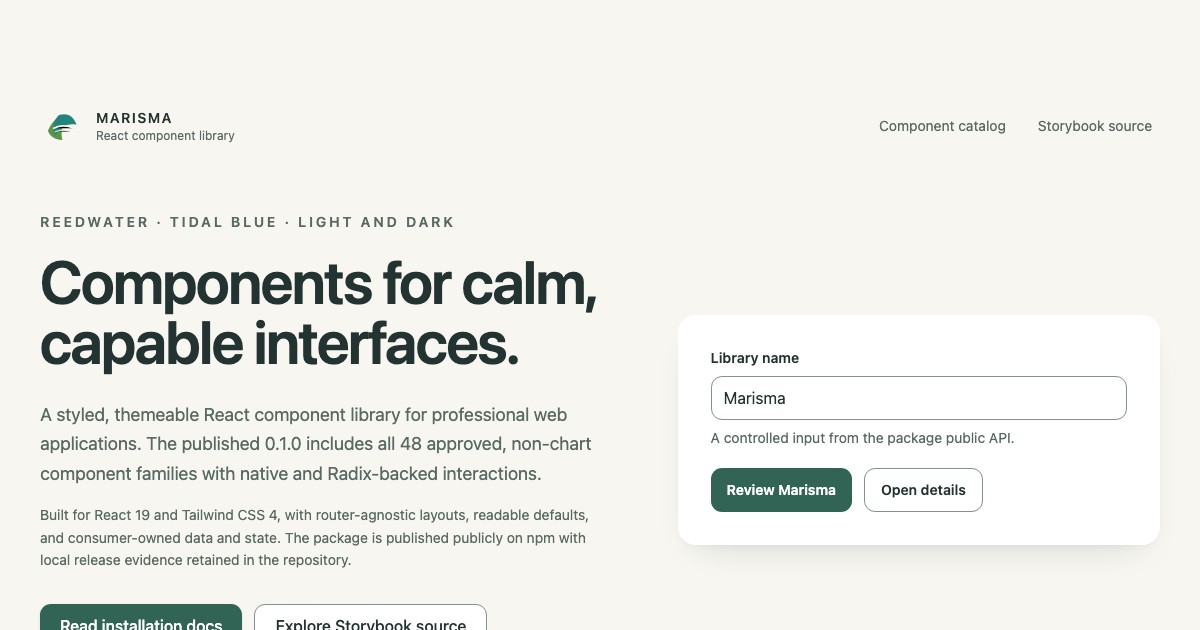 MARISMA
React component library
Component catalog
Storybook source
REEDWATER · TIDAL BLUE · LIGHT AND DARK
Components for calm,
capable interfaces.
A styled, themeable React component library for professional web
applications. The published 0.1.0 includes all 48 approved, non-chart
component families with native and Radix-backed interactions.
Built for React 19 and Tailwind CSS 4, with router-agnostic layouts, readable defaults,
and consumer-owned data and state. The package is published publicly on npm with
local release evidence retained in the repository.
Read installation docs
Explore Storybook source
Library name
Marisma
A controlled input from the package public API.
Review Marisma
Open details